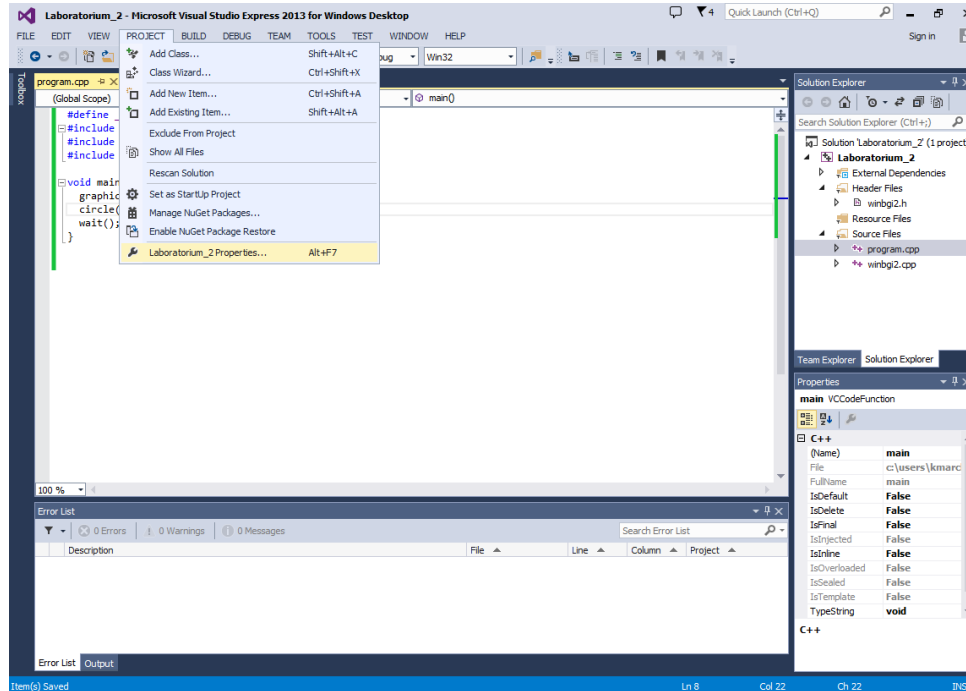 Laboratorium_2 - Microsoft Visual Studio Express 2013 for Windows Desktop
4
Quick Launch (Ctrl+Q)
FILE EDIT VIEW PROJECT BUILD DEBUG TEAM TOOLS TEST WINDOW HELP
Sign in
Win32
Toolbox
program.cpp
(Global Scope)
main()
#define _
#include
#include
#include
void main
graphic
circle(
wait();
}
Add Class... Shift+Alt+C
Class Wizard... Ctrl+Shift+X
Add New Item... Ctrl+Shift+A
Add Existing Item... Shift+Alt+A
Exclude From Project
Show All Files
Rescan Solution
Set as StartUp Project
Manage NuGet Packages...
Enable NuGet Package Restore
Laboratorium_2 Properties... Alt+F7
100 %
Solution Explorer
Search Solution Explorer (Ctrl+;)
Solution 'Laboratorium_2' (1 project
Laboratorium_2
External Dependencies
Header Files
winbgi2.h
Resource Files
Source Files
program.cpp
winbgi2.cpp
Team Explorer Solution Explorer
Properties
main VCCodeFunction
C++
(Name) main
File c:\users\kmarc
FullName main
IsDefault False
IsDelete False
IsFinal False
IsInjected False
IsInline False
IsOverloaded False
IsSealed False
IsTemplate False
TypeString void
C++
Error List
0 Errors 0 Warnings 0 Messages
Search Error List
Description File Line Column Project
Error List Output
Item(s) Saved Ln 8 Col 22 Ch 22 INS